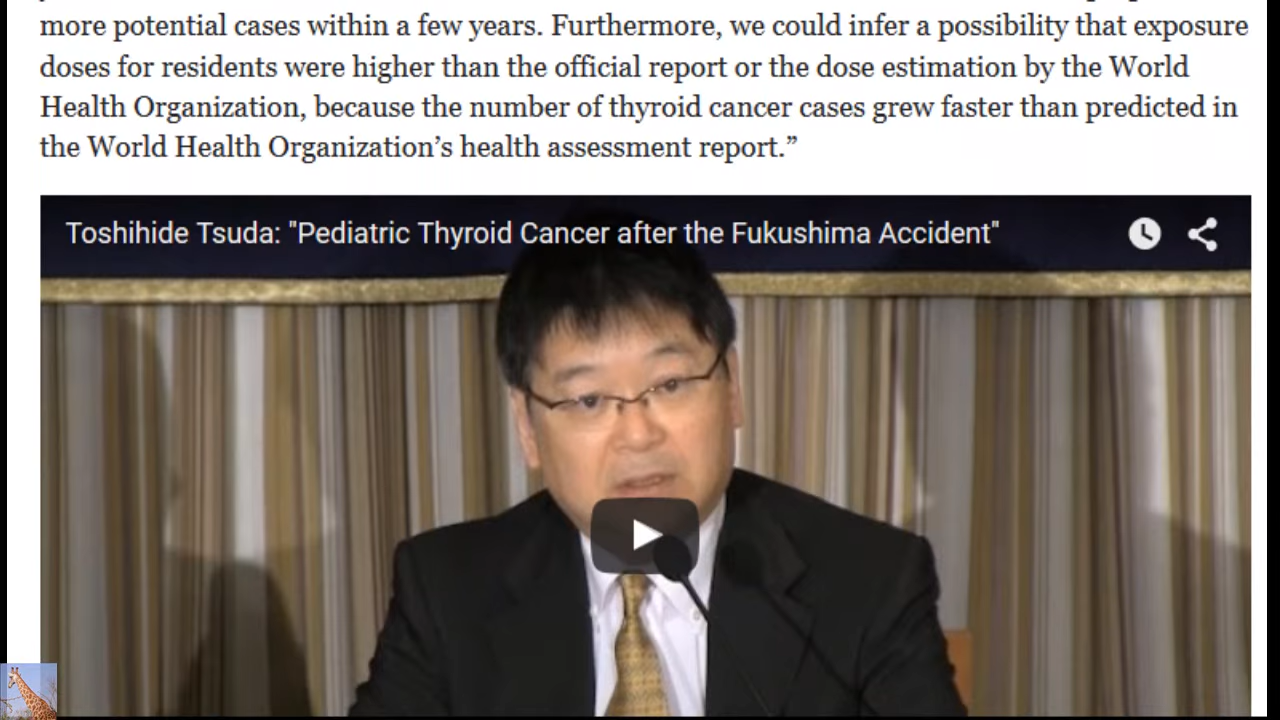 more potential cases within a few years. Furthermore, we could infer a possibility that exposure
doses for residents were higher than the official report or the dose estimation by the World
Health Organization, because the number of thyroid cancer cases grew faster than predicted in
the World Health Organization’s health assessment report.”
Toshihide Tsuda: "Pediatric Thyroid Cancer after the Fukushima Accident"